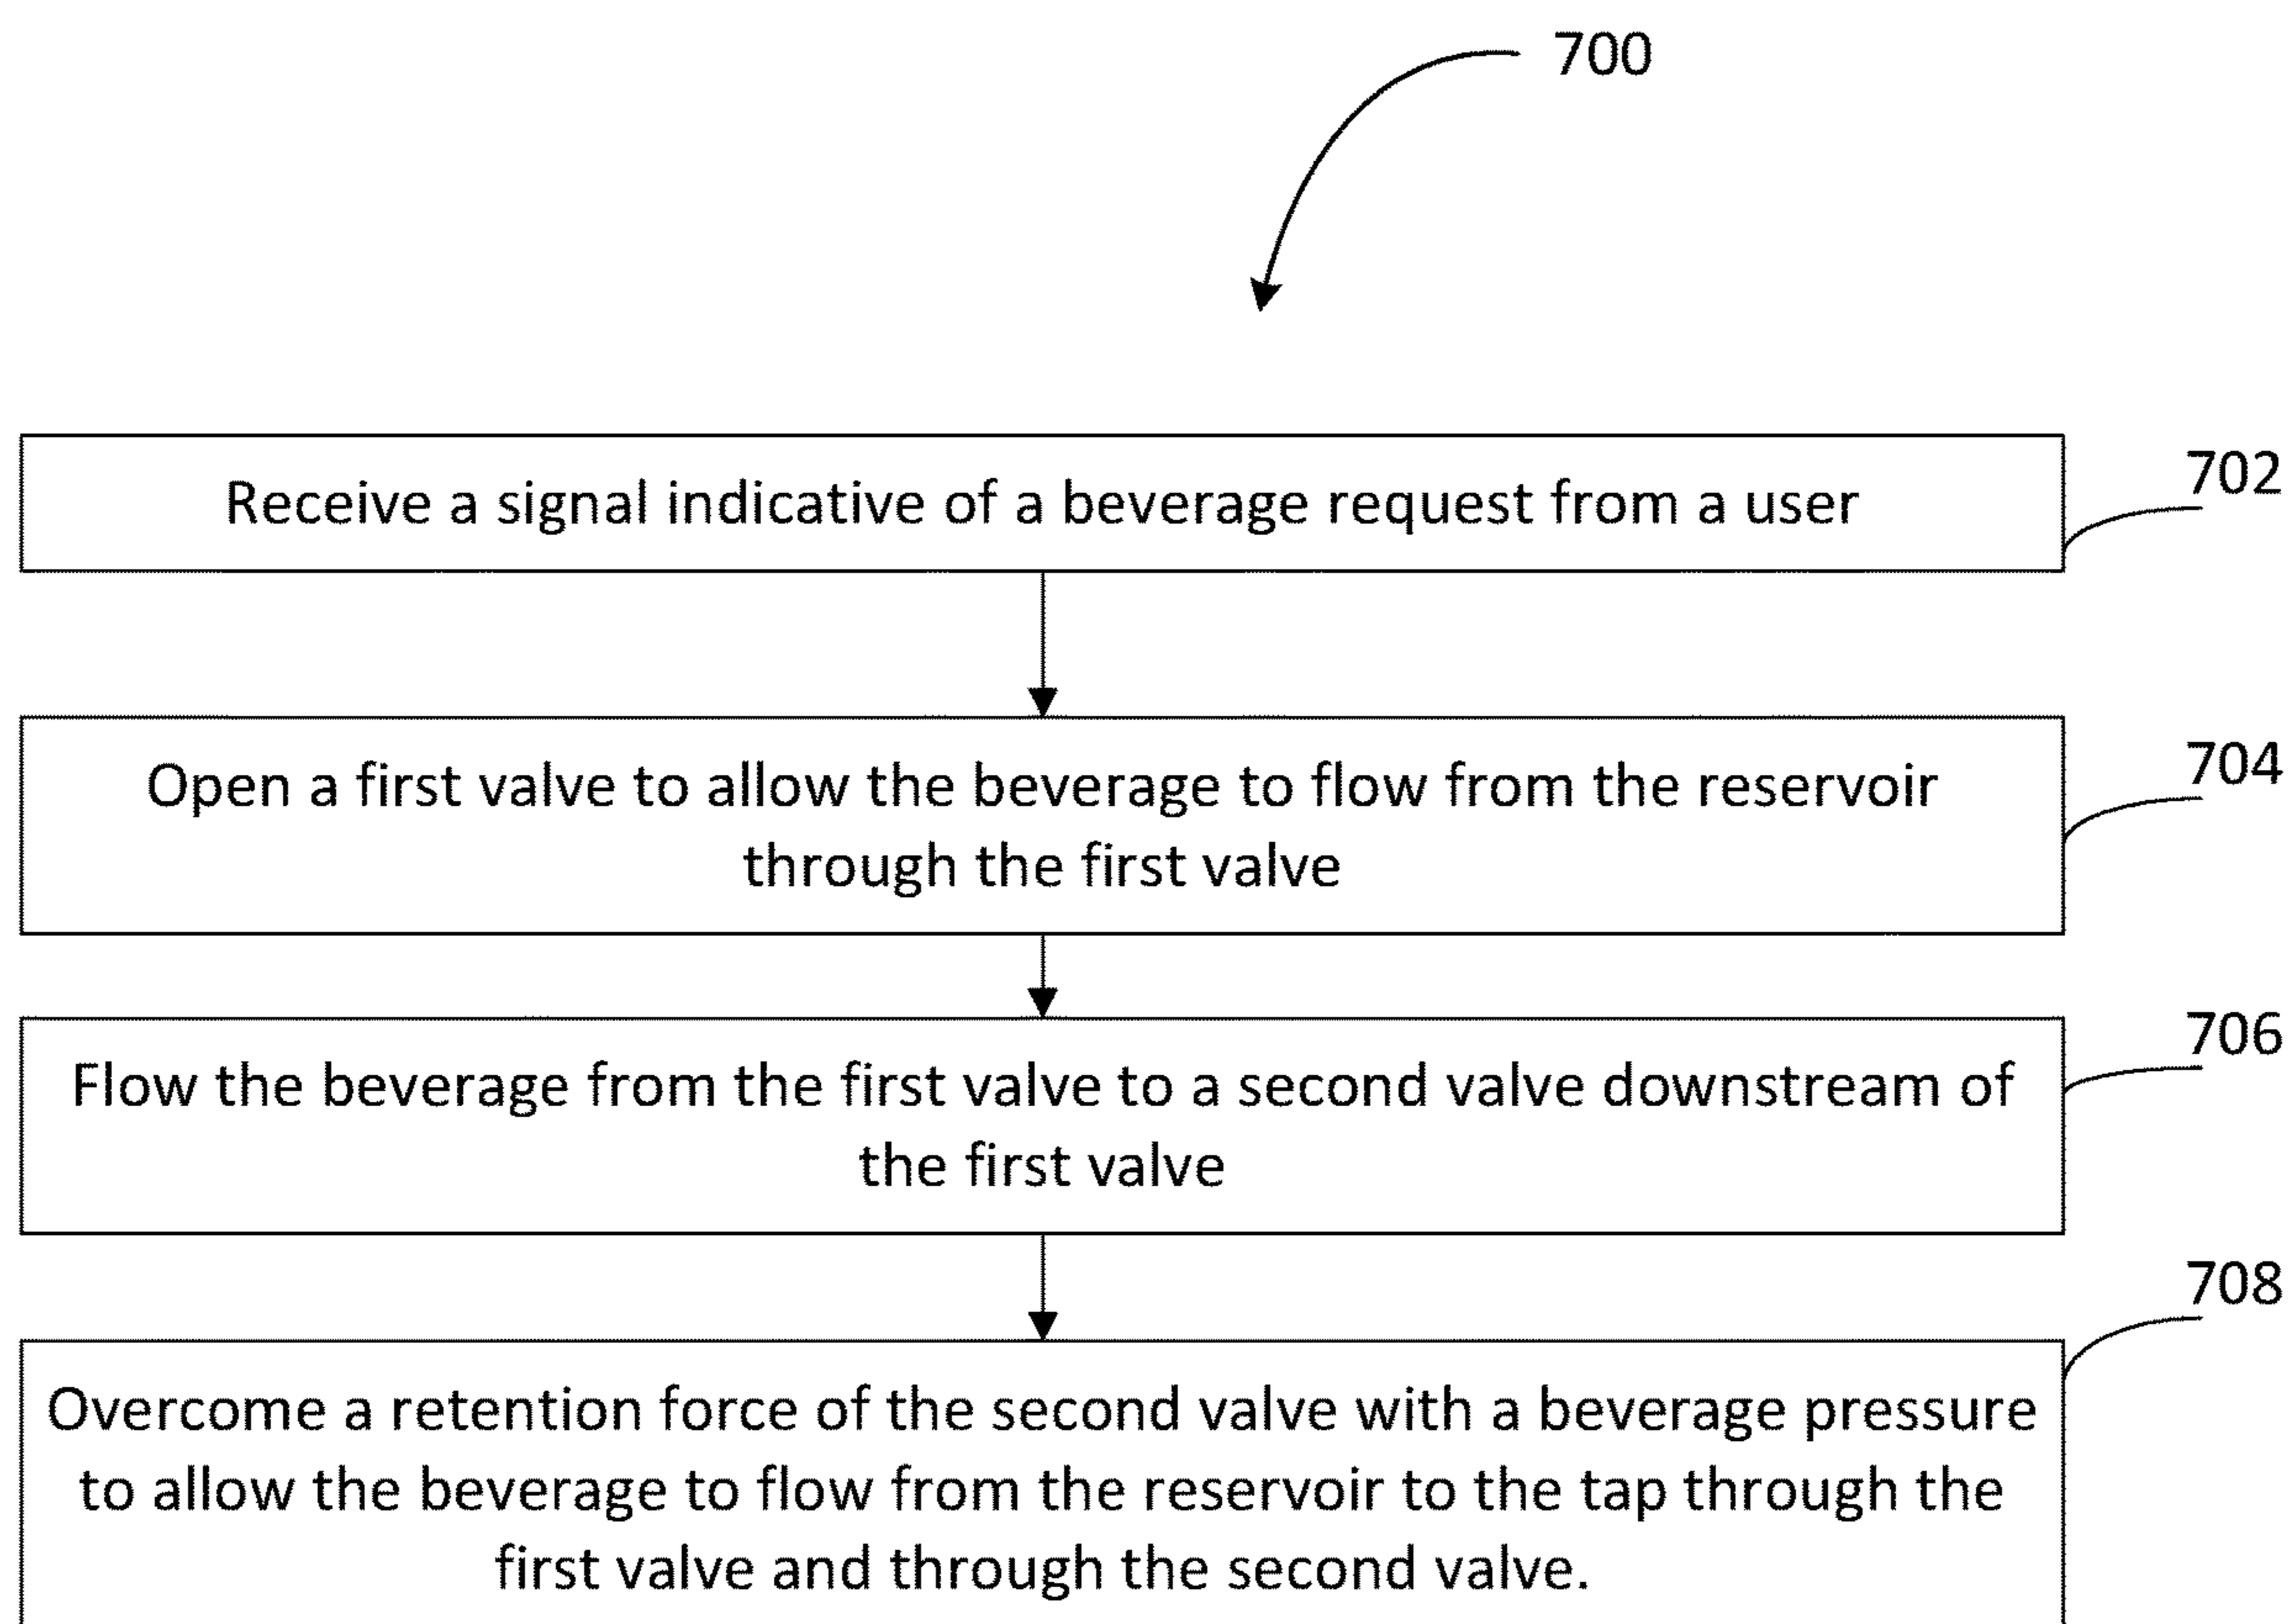 700
Receive a signal indicative of a beverage request from a user
702
Open a first valve to allow the beverage to flow from the reservoir
through the first valve
704
Flow the beverage from the first valve to a second valve downstream of
the first valve
706
Overcome a retention force of the second valve with a beverage pressure
to allow the beverage to flow from the reservoir to the tap through the
first valve and through the second valve.
708